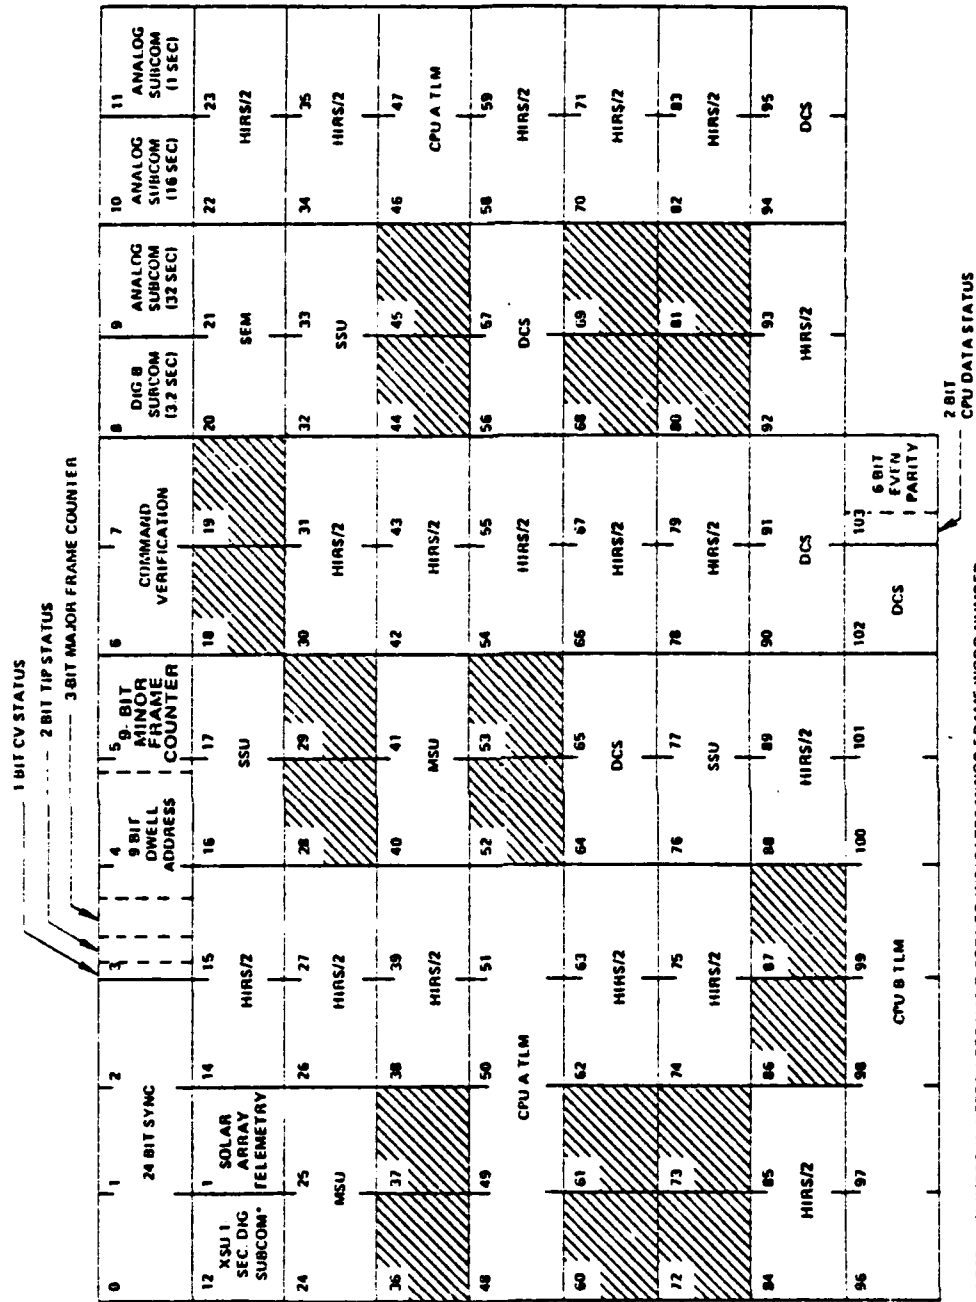 1 BIT CV STATUS
2 BIT TIP STATUS
3-BIT MAJOR FRAME COUNTER
0 1 2 3 4 5 6 7 8 9 10 11
24 BIT SYNC
9 BIT
DWELL
ADDRESS
9- BIT
MINOR
FRAME
COUNTER
COMMAND
VERIFICATION
DIG B
SUBCOM
(3.2 SEC)
ANALOG
SUBCOM
(32 SEC)
ANALOG
SUBCOM
(16 SEC)
ANALOG
SUBCOM
(1 SEC)
12 1 14 15 16 17 18 19 20 21 22 23
XSU 1
SEC. DIG
SUBCOM*
SOLAR
ARRAY
TELEMETRY
HIRS/2 SSU SEM HIRS/2
24 25 26 27 28 29 30 31 32 33 34 35
MSU HIRS/2 HIRS/2 SSU HIRS/2
36 37 38 39 40 41 42 43 44 45 46 47
HIRS/2 MSU HIRS/2 CPU A TLM
48 49 50 51 52 53 54 55 56 67 58 59
CPU A TLM HIRS/2 DCS HIRS/2
60 61 62 63 64 65 66 67 68 69 70 71
HIRS/2 DCS HIRS/2 HIRS/2
72 73 74 75 76 77 78 79 80 81 82 83
HIRS/2 SSU HIRS/2 HIRS/2
84 85 86 87 88 89 90 91 92 93 94 95
HIRS/2 HIRS/2 DCS HIRS/2 DCS
96 97 98 99 100 101 102 103
CPU B TLM DCS
6 BIT
EVEN
PARITY
2 BIT
CPU DATA STATUS